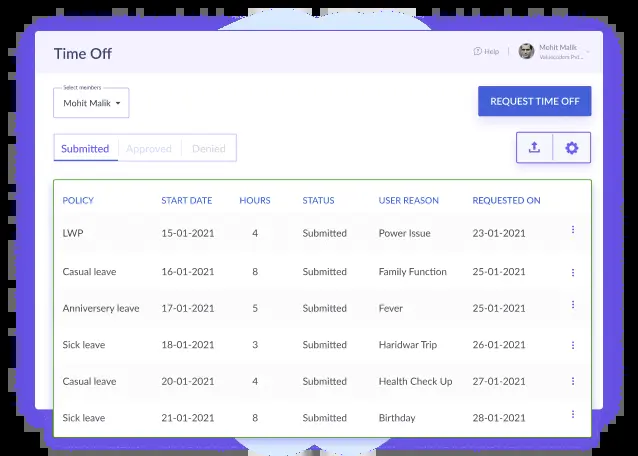 Time Off
Help
Mohit Malik
Select members
Mohit Malik
REQUEST TIME OFF
Submitted Approved Denied
POLICY START DATE HOURS STATUS USER REASON REQUESTED ON
LWP 15-01-2021 4 Submitted Power Issue 23-01-2021
Casual leave 16-01-2021 8 Submitted Family Function 25-01-2021
Anniversery leave 17-01-2021 5 Submitted Fever 25-01-2021
Sick leave 18-01-2021 3 Submitted Haridwar Trip 26-01-2021
Casual leave 20-01-2021 4 Submitted Health Check Up 27-01-2021
Sick leave 21-01-2021 8 Submitted Birthday 28-01-2021